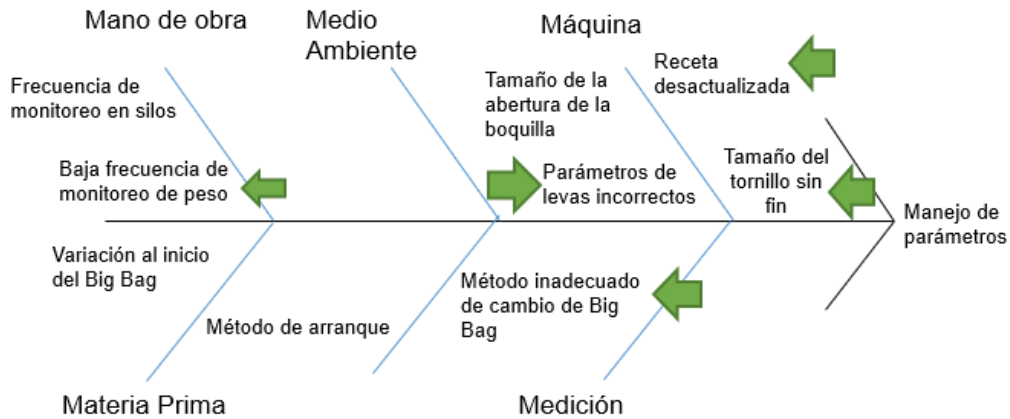 Mano de obra
Medio
Ambiente
Máquina
Frecuencia de
monitoreo en silos
Tamaño de la
abertura de la
boquilla
Receta
desactualizada
Baja frecuencia de
monitoreo de peso
Parámetros de
levas incorrectos
Tamaño del
tornillo sin
fin
Manejo de
parámetros
Variación al inicio
del Big Bag
Método de arranque
Método inadecuado
de cambio de Big
Bag
Materia Prima
Medición